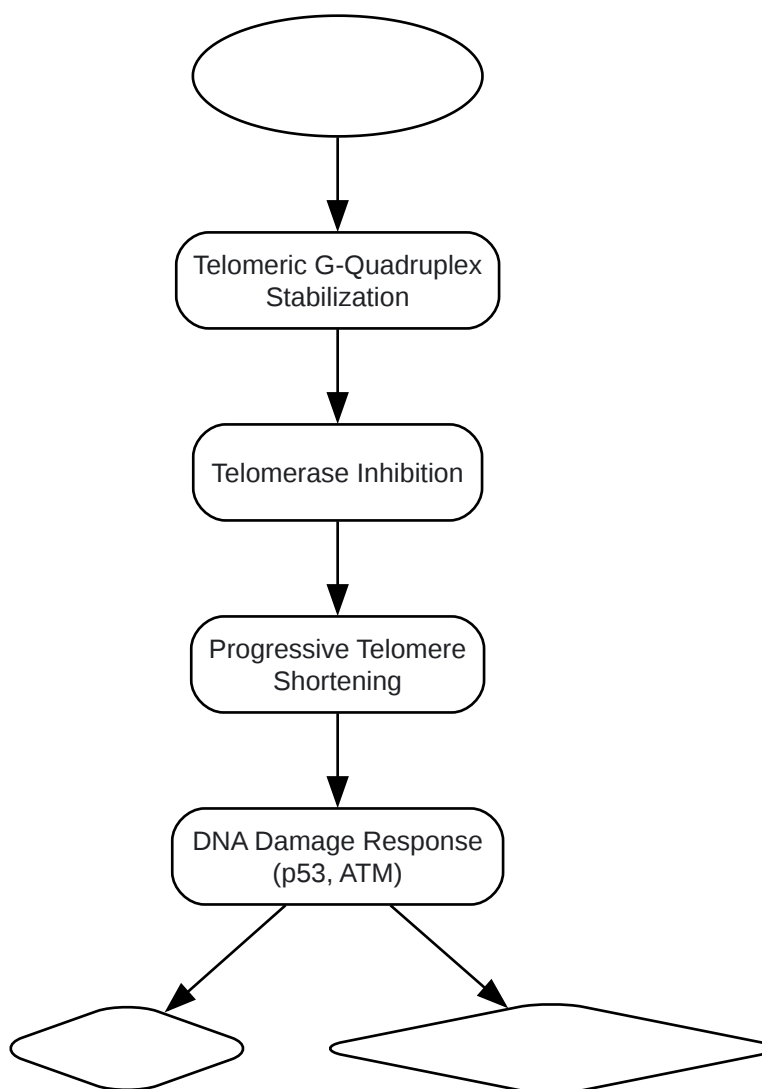 Telomeric G-Quadruplex
Stabilization
Telomerase Inhibition
Progressive Telomere
Shortening
DNA Damage Response
(p53, ATM)